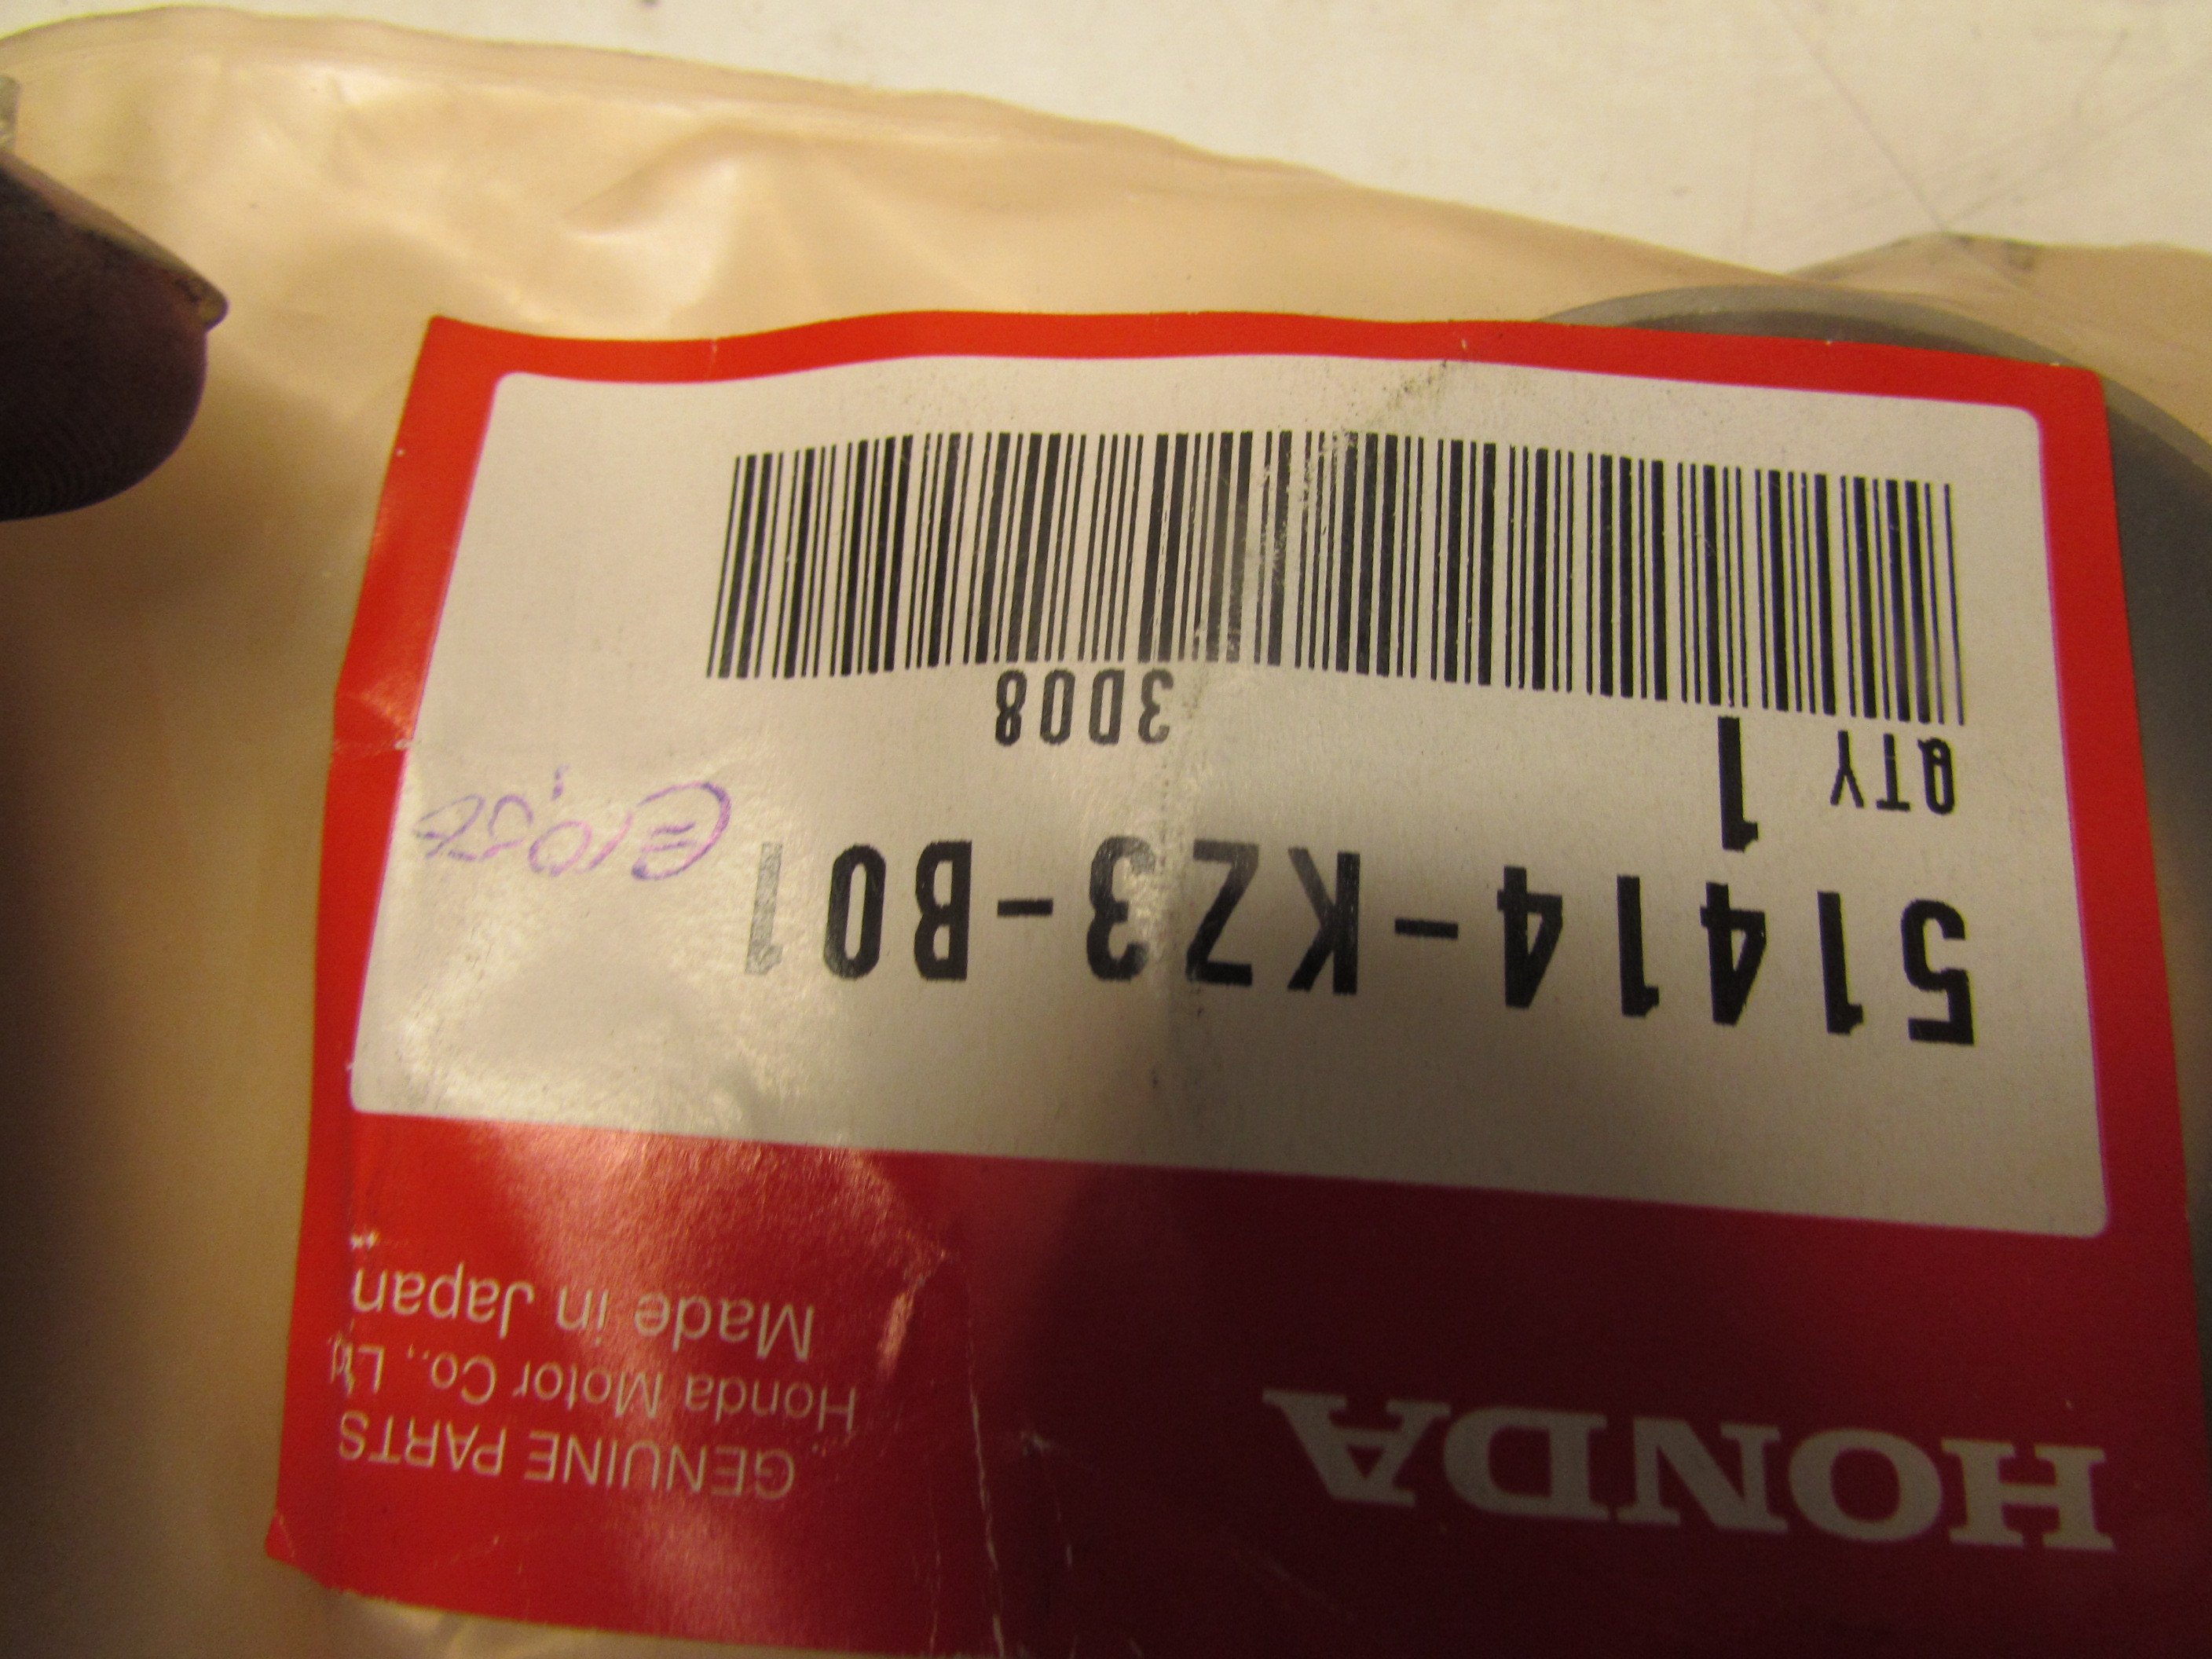 HONDA
GENUINE PARTS
Honda Motor Co., Ltd.
Made in Japan
51414-KZ3-B01
QTY 1
3D08